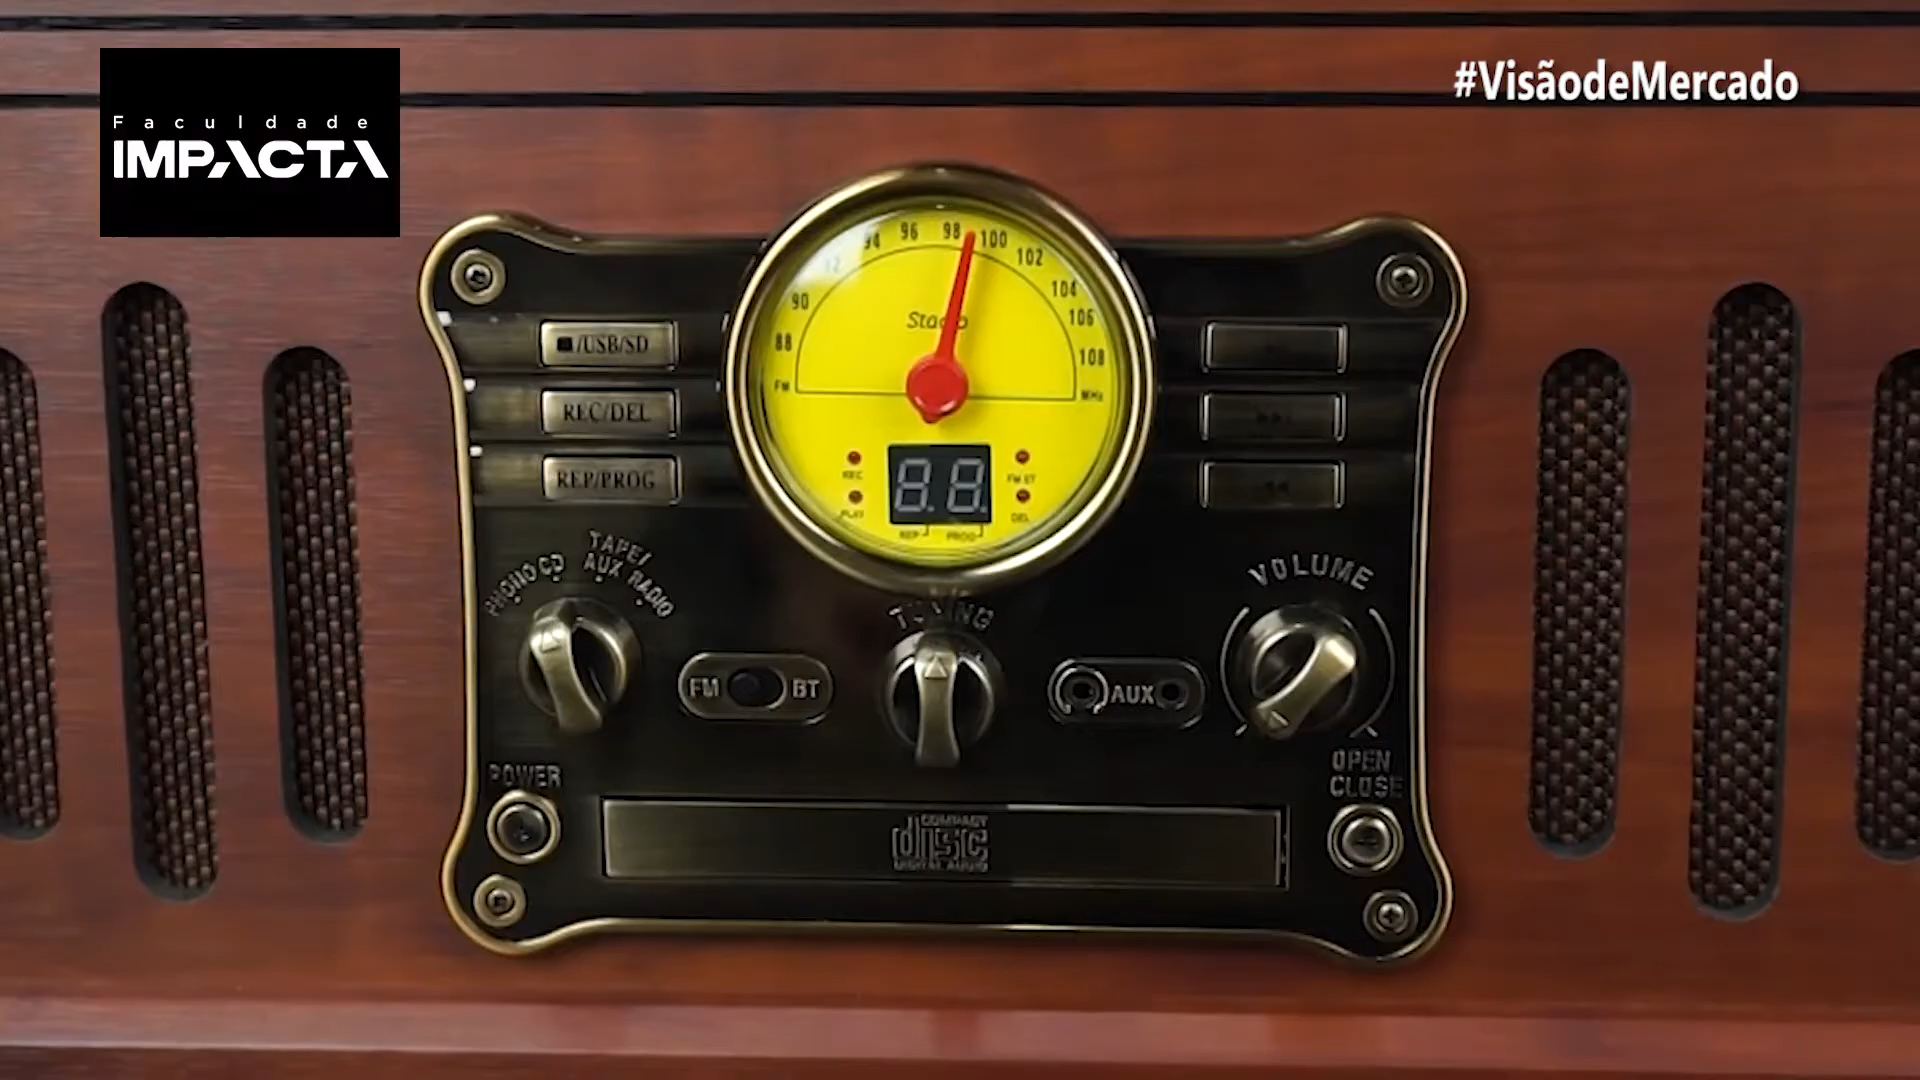 Faculdade
IMPACTA
#VisãodeMercado
88
90
94
96
98
100
102
104
106
108
FM
MHz
/USB/SD
REC/DEL
REP/PROG
REC
PLAY
FM ST
DEL
REP
PROG
PHONO CD TAPE/
AUX RADIO
TUNING
VOLUME
FM BT
AUX
POWER
OPEN
CLOSE
COMPACT
disc
DIGITAL AUDIO